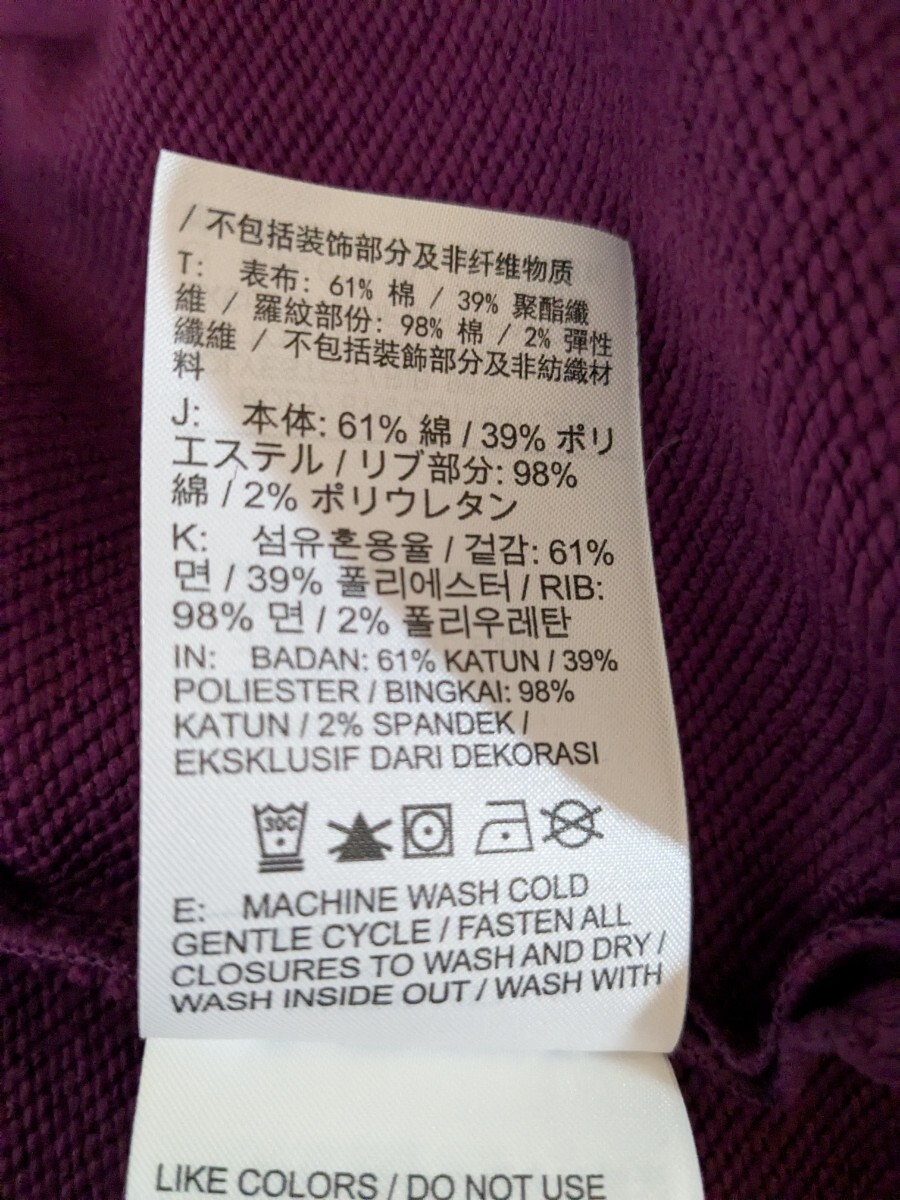 / 不包括装饰部分及非纤维物质
T: 表布: 61% 棉 / 39% 聚酯纖
維 / 羅紋部份: 98% 棉 / 2% 彈性
纖維 / 不包括裝飾部分及非紡織材
料
J: 本体: 61% 綿 / 39% ポリ
エステル / リブ部分: 98%
綿 / 2% ポリウレタン
K: 섬유혼용율 / 겉감: 61%
면 / 39% 폴리에스터 / RIB:
98% 면 / 2% 폴리우레탄
IN: BADAN: 61% KATUN / 39%
POLIESTER / BINGKAI: 98%
KATUN / 2% SPANDEK /
EKSKLUSIF DARI DEKORASI
30C
E: MACHINE WASH COLD
GENTLE CYCLE / FASTEN ALL
CLOSURES TO WASH AND DRY /
WASH INSIDE OUT / WASH WITH
LIKE COLORS / DO NOT USE